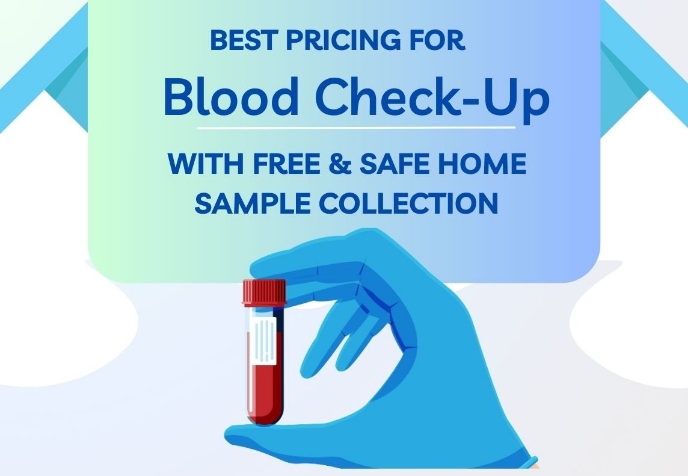 BEST PRICING FOR
Blood Check-Up
WITH FREE & SAFE HOME
SAMPLE COLLECTION